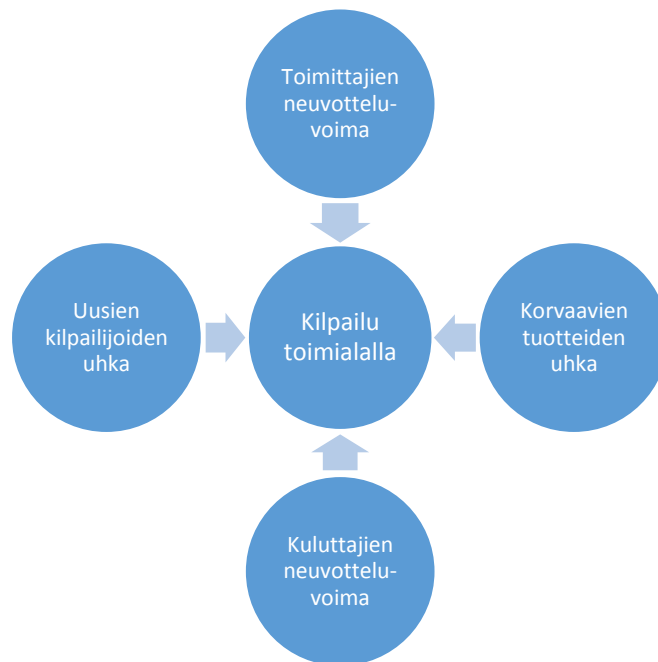 Toimittajien
neuvottelu-
voima
Uusien
kilpailijoiden
uhka
Kilpailu
toimialalla
Korvaavien
tuotteiden
uhka
Kuluttajien
neuvottelu-
voima